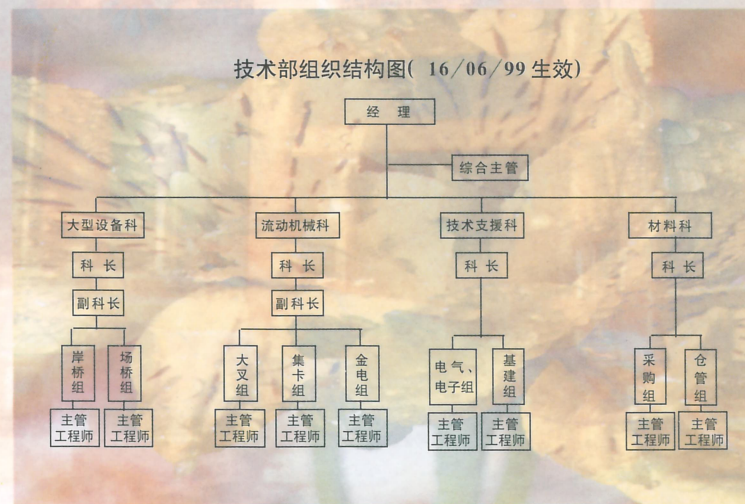 技术部组织结构图( 16/06/99 生效)
经 理
综合主管
大型设备科 流动机械科 技术支援科 材料科
科 长 科 长 科 长 科 长
副科长 副科长
岸桥组 场桥组 大叉组 集卡组 金电组 电气、 基建组 采购组 仓管组
电子组
主管 主管 主管 主管 主管 主管 主管 主管 主管
工程师 工程师 工程师 工程师 工程师 工程师 工程师 工程师 工程师